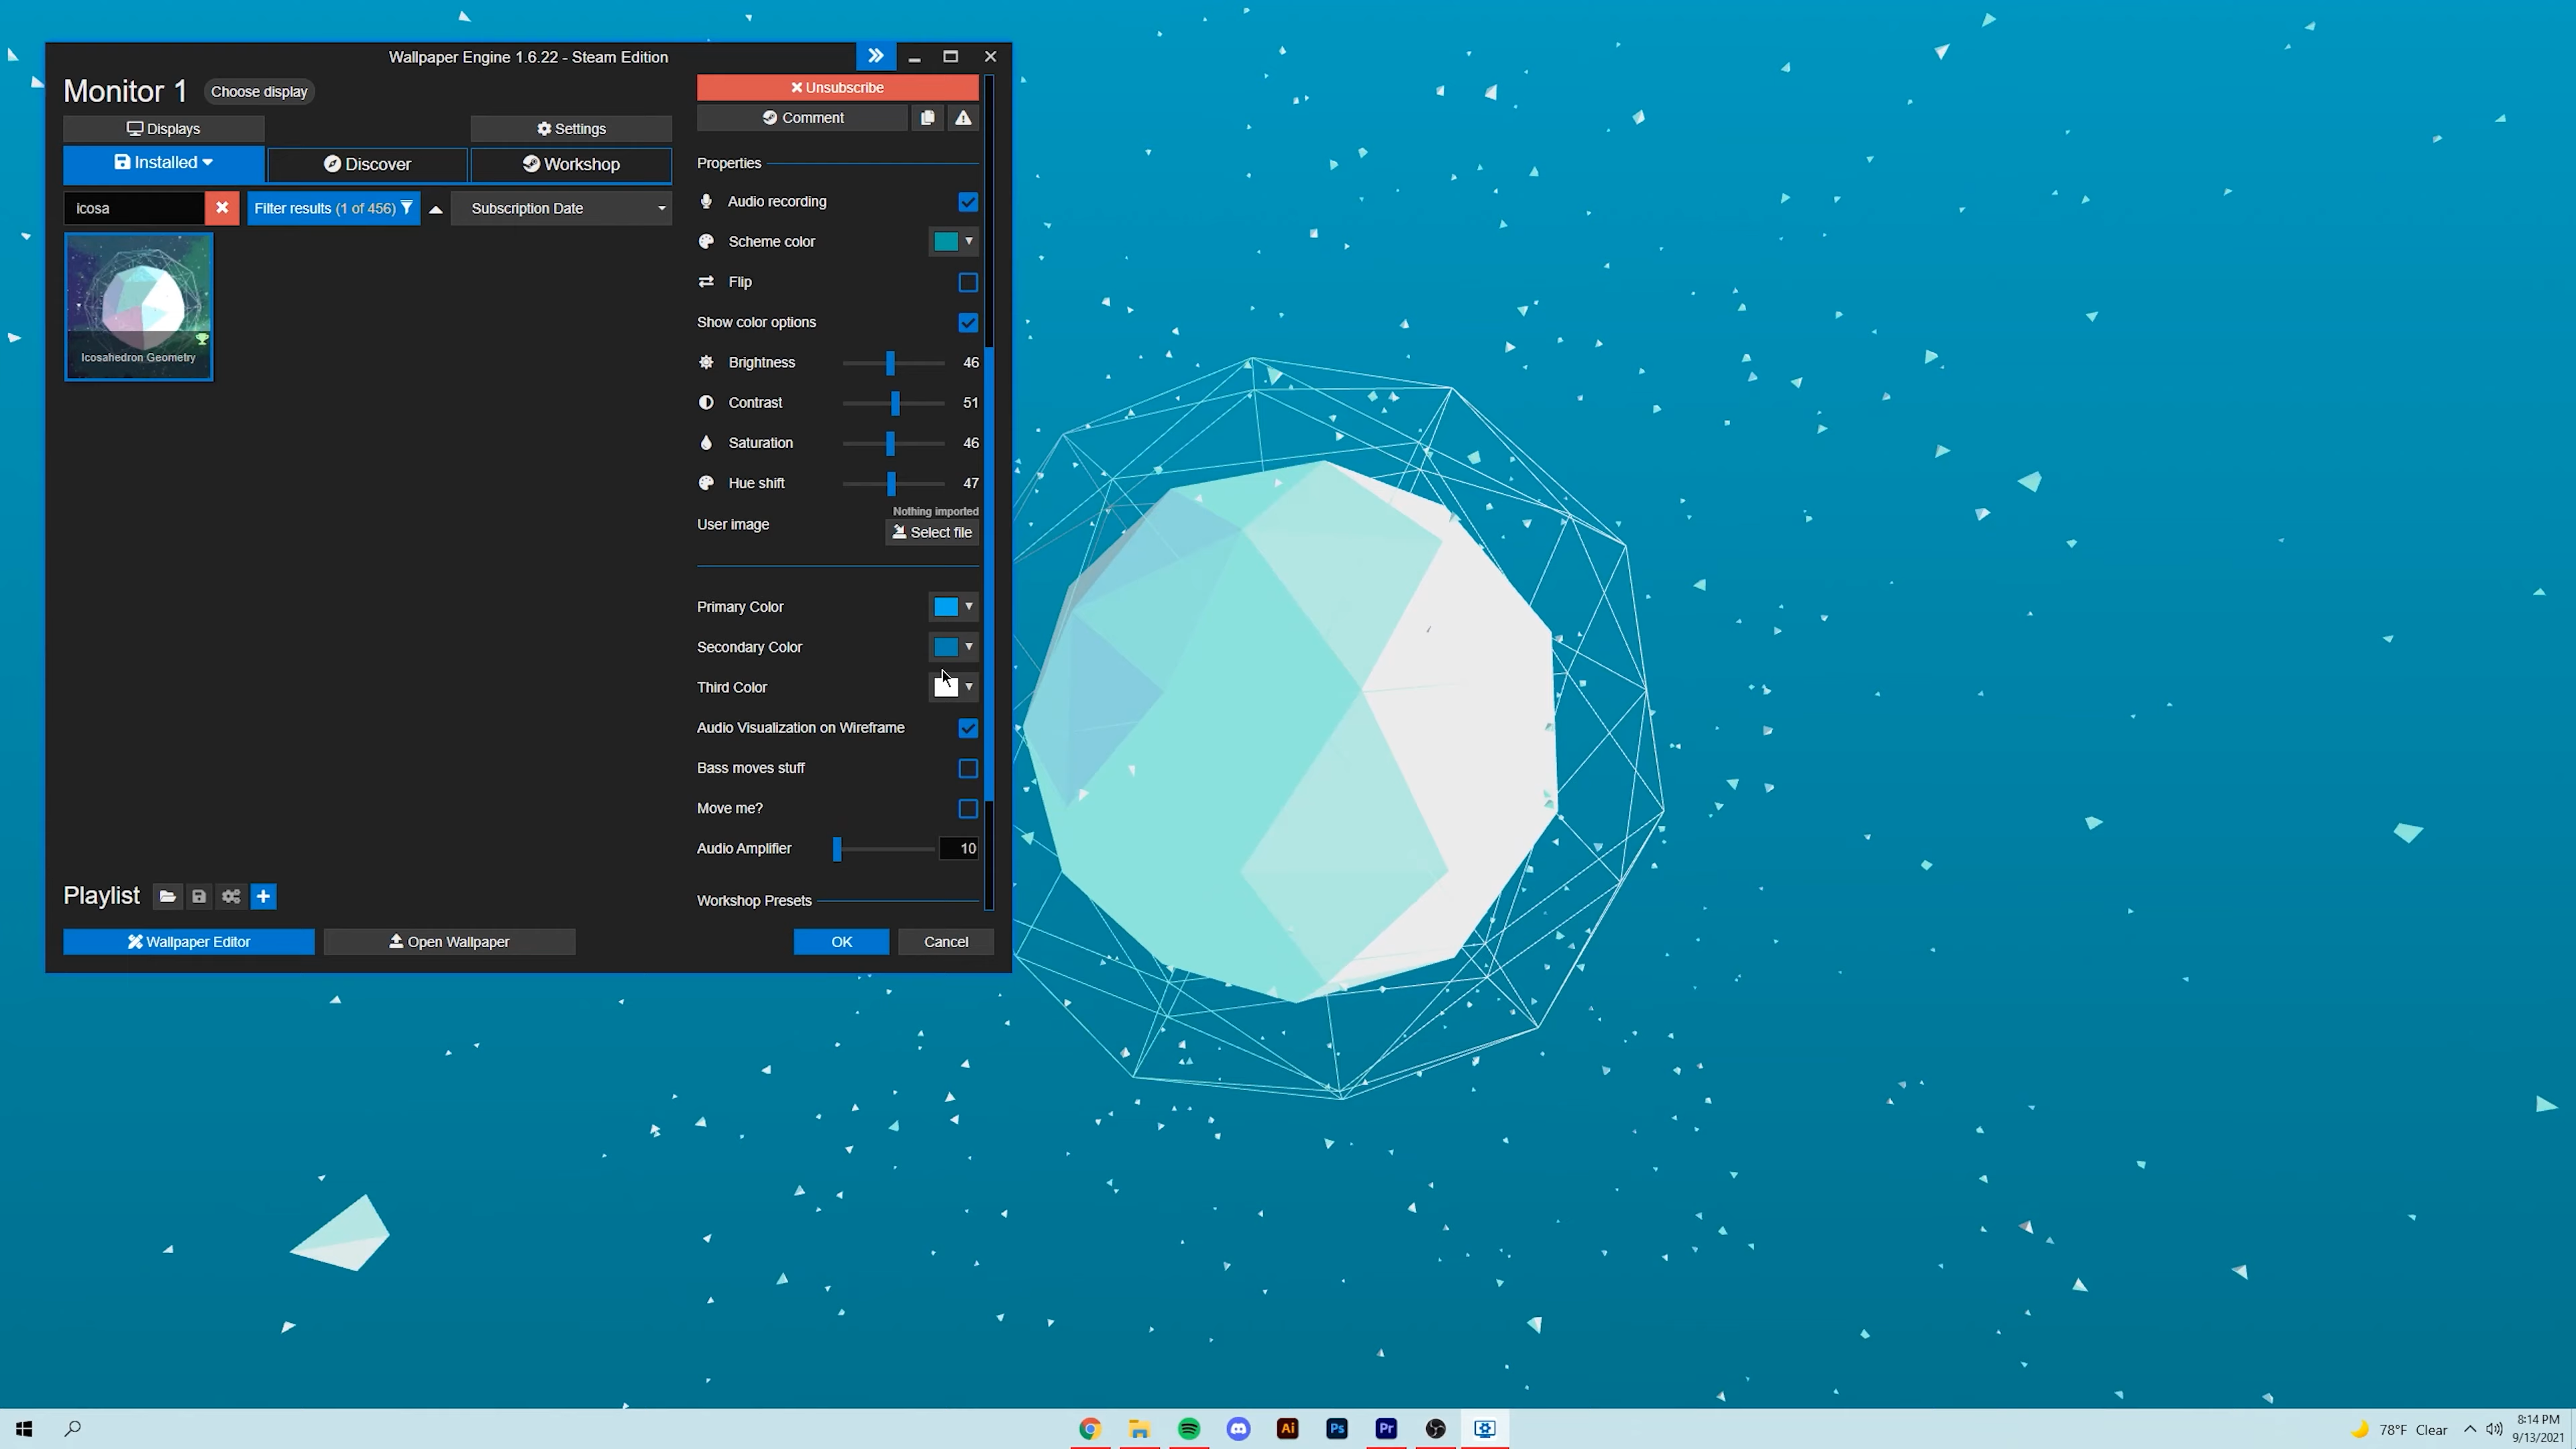 Wallpaper Engine 1.6.22 - Steam Edition
Monitor 1
Choose display
Displays
Settings
Installed
Discover
Workshop
icosa
Filter results (1 of 456)
Subscription Date
Icosahedron Geometry
Unsubscribe
Comment
Properties
Audio recording
Scheme color
Flip
Show color options
Brightness 46
Contrast 51
Saturation 46
Hue shift 47
Nothing imported
User image
Select file
Primary Color
Secondary Color
Third Color
Audio Visualization on Wireframe
Bass moves stuff
Move me?
Audio Amplifier 10
Workshop Presets
Playlist
Wallpaper Editor
Open Wallpaper
OK
Cancel
Ai
Ps
Pr
78°F Clear
8:14 PM
9/13/2021